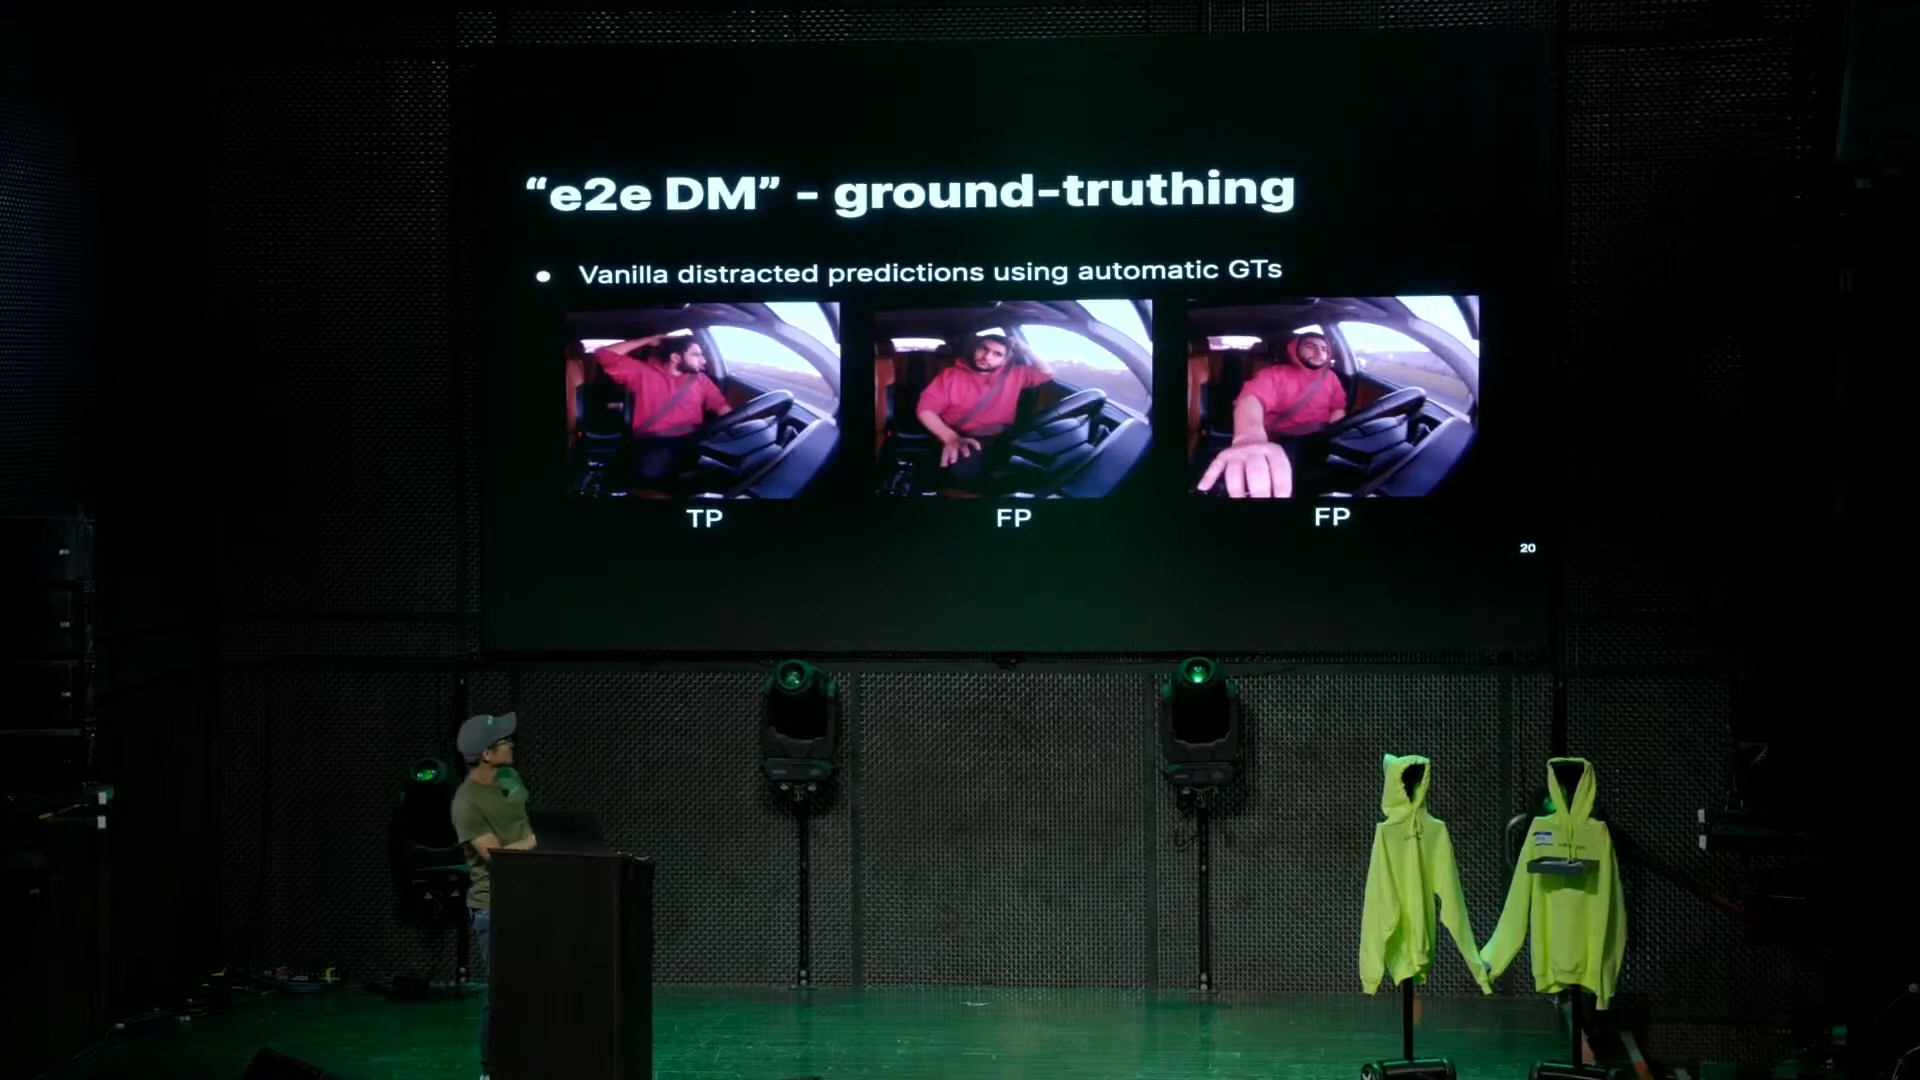 “e2e DM” - ground-truthing
• Vanilla distracted predictions using automatic GTs
TP
FP
FP
20